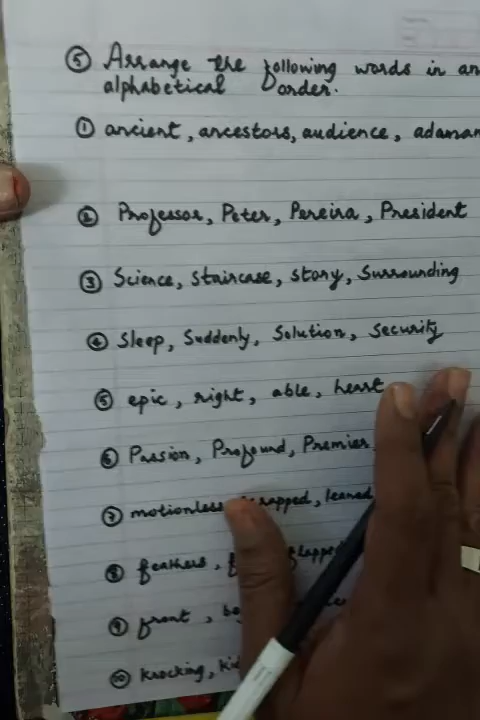 ⑤ Arrange the following words in an
alphabetical order.
① ancient, ancestors, audience, adaman
② Professor, Peter, Pereira, President
③ Science, Staircase, Story, Surrounding
④ Sleep, Suddenly, Solution, Security
⑤ epic, right, able, heart
⑥ Passion, Profound, Premier
⑦ motionless leaned
⑧ feathers,
⑨ front,
⑩ knocking,